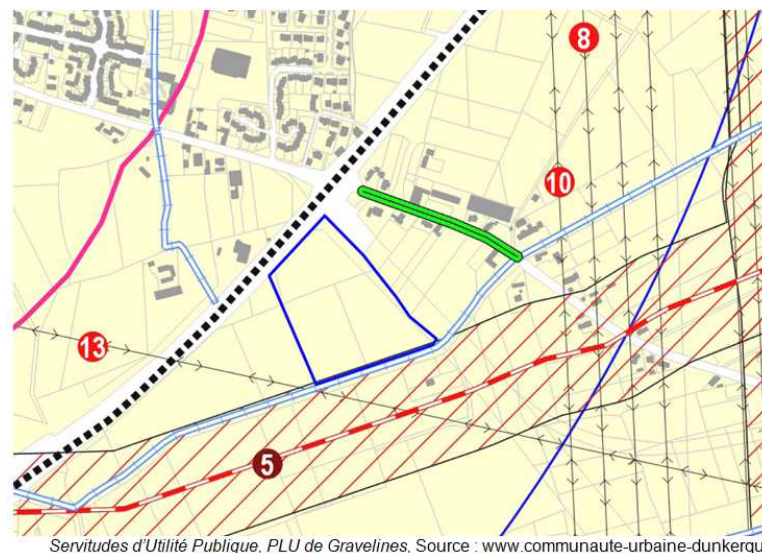 8
10
13
5
Servitudes d'Utilité Publique, PLU de Gravelines, Source : www.communaute-urbaine-dunkerqu